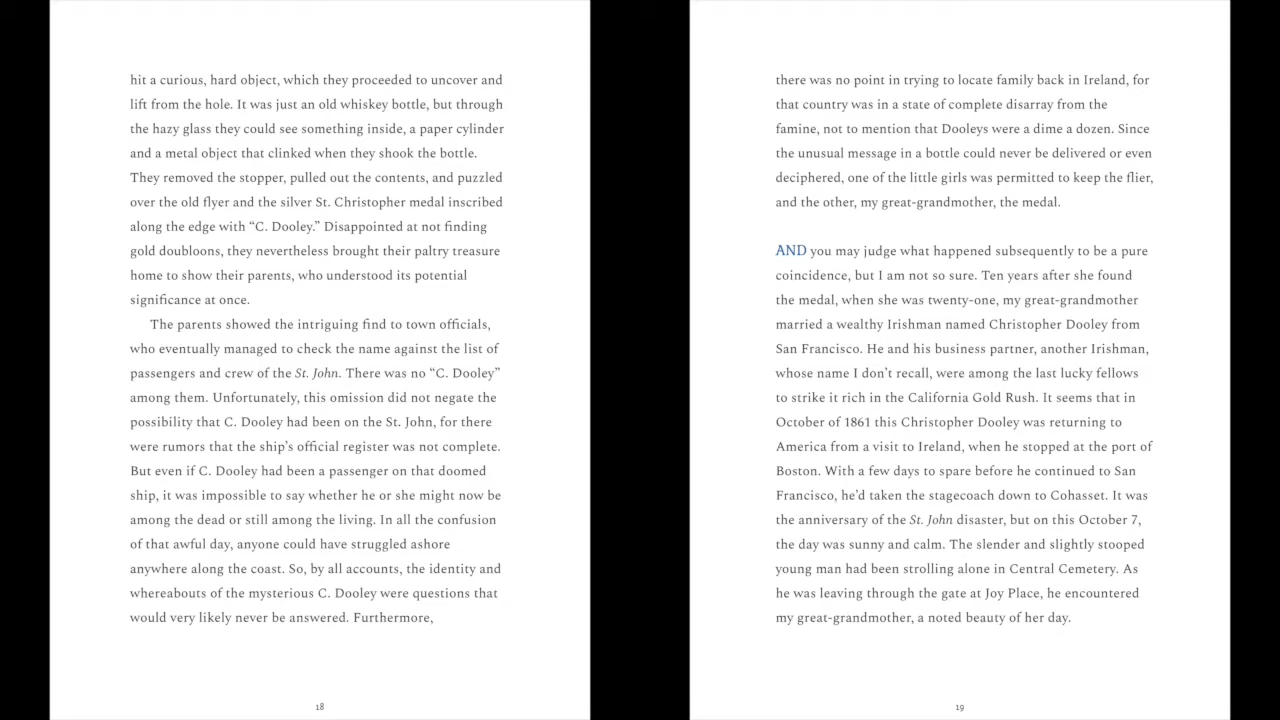 hit a curious, hard object, which they proceeded to uncover and
lift from the hole. It was just an old whiskey bottle, but through
the hazy glass they could see something inside, a paper cylinder
and a metal object that clinked when they shook the bottle.
They removed the stopper, pulled out the contents, and puzzled
over the old flyer and the silver St. Christopher medal inscribed
along the edge with “C. Dooley.” Disappointed at not finding
gold doubloons, they nevertheless brought their paltry treasure
home to show their parents, who understood its potential
significance at once.
The parents showed the intriguing find to town officials,
who eventually managed to check the name against the list of
passengers and crew of the St. John. There was no “C. Dooley”
among them. Unfortunately, this omission did not negate the
possibility that C. Dooley had been on the St. John, for there
were rumors that the ship’s official register was not complete.
But even if C. Dooley had been a passenger on that doomed
ship, it was impossible to say whether he or she might now be
among the dead or still among the living. In all the confusion
of that awful day, anyone could have struggled ashore
anywhere along the coast. So, by all accounts, the identity and
whereabouts of the mysterious C. Dooley were questions that
would very likely never be answered. Furthermore,
18
there was no point in trying to locate family back in Ireland, for
that country was in a state of complete disarray from the
famine, not to mention that Dooleys were a dime a dozen. Since
the unusual message in a bottle could never be delivered or even
deciphered, one of the little girls was permitted to keep the flier,
and the other, my great-grandmother, the medal.
AND you may judge what happened subsequently to be a pure
coincidence, but I am not so sure. Ten years after she found
the medal, when she was twenty-one, my great-grandmother
married a wealthy Irishman named Christopher Dooley from
San Francisco. He and his business partner, another Irishman,
whose name I don’t recall, were among the last lucky fellows
to strike it rich in the California Gold Rush. It seems that in
October of 1861 this Christopher Dooley was returning to
America from a visit to Ireland, when he stopped at the port of
Boston. With a few days to spare before he continued to San
Francisco, he’d taken the stagecoach down to Cohasset. It was
the anniversary of the St. John disaster, but on this October 7,
the day was sunny and calm. The slender and slightly stooped
young man had been strolling alone in Central Cemetery. As
he was leaving through the gate at Joy Place, he encountered
my great-grandmother, a noted beauty of her day.
19